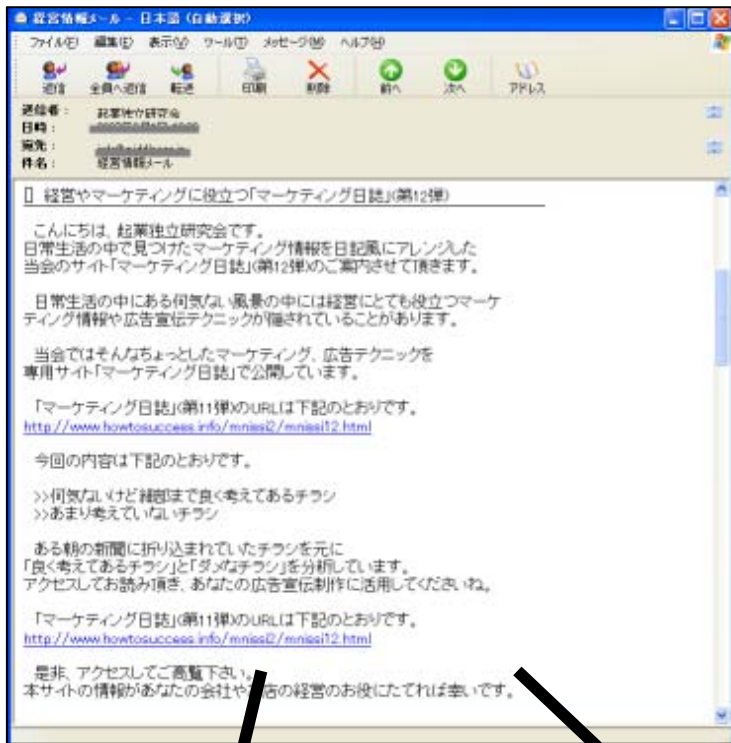 経営情報メール - 日本語 (自動選択)
ファイル(F) 編集(E) 表示(V) ツール(T) メッセージ(M) ヘルプ(H)
返信 全員へ返信 転送 印刷 削除 前へ 次へ アドレス
送信者： 起業独立研究会
日時：
宛先：
件名： 経営情報メール
[] 経営やマーケティングに役立つ「マーケティング日誌」(第12弾)
こんにちは、起業独立研究会です。
日常生活の中で見つけたマーケティング情報を日記風にアレンジした
当会のサイト「マーケティング日誌」(第12弾)のご案内させて頂きます。
日常生活の中にある何気ない風景の中には経営にとても役立つマーケ
ティング情報や広告宣伝テクニックが隠されていることがあります。
当会ではそんなちょっとしたマーケティング、広告テクニックを
専用サイト「マーケティング日誌」で公開しています。
「マーケティング日誌」(第11弾)のURLは下記のとおりです。
http://www.howtosuccess.info/mnissi2/mnissi12.html
今回の内容は下記のとおりです。
>>何気ないけど細部まで良く考えてあるチラシ
>>あまり考えていないチラシ
ある朝の新聞に折り込まれていたチラシを元に
「良く考えてあるチラシ」と「ダメなチラシ」を分析しています。
アクセスしてお読み頂き、あなたの広告宣伝制作に活用してくださいね。
「マーケティング日誌」(第11弾)のURLは下記のとおりです。
http://www.howtosuccess.info/mnissi2/mnissi12.html
是非、アクセスしてご高覧下さい。
本サイトの情報があなたの会社や 店の経営のお役にたてれば幸いです。